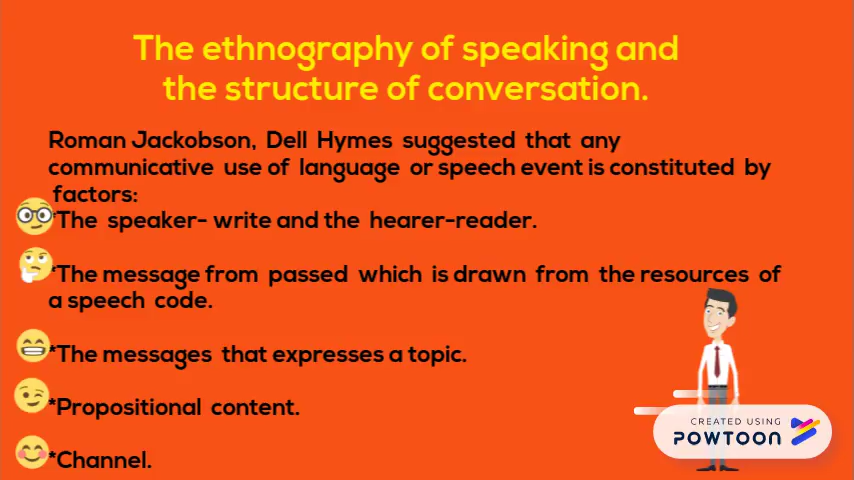 The ethnography of speaking and
the structure of conversation.
Roman Jackobson, Dell Hymes suggested that any
communicative use of language or speech event is constituted by
factors:
*The speaker- write and the hearer-reader.
*The message from passed which is drawn from the resources of
a speech code.
*The messages that expresses a topic.
*Propositional content.
*Channel.
CREATED USING
POWTOON